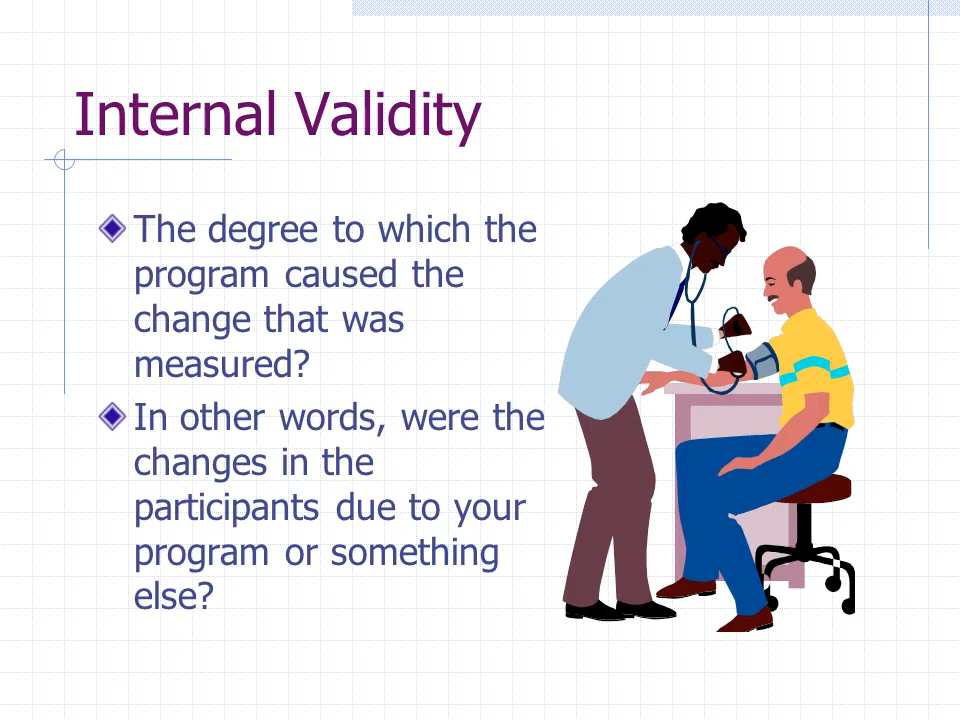 Internal Validity
The degree to which the
program caused the
change that was
measured?
In other words, were the
changes in the
participants due to your
program or something
else?